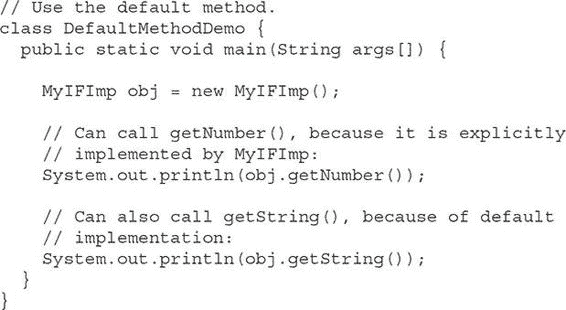 // Use the default method.
class DefaultMethodDemo {
  public static void main(String args[]) {

    MyIFImp obj = new MyIFImp();

    // Can call getNumber(), because it is explicitly
    // implemented by MyIFImp:
    System.out.println(obj.getNumber());

    // Can also call getString(), because of default
    // implementation:
    System.out.println(obj.getString());
  }
}